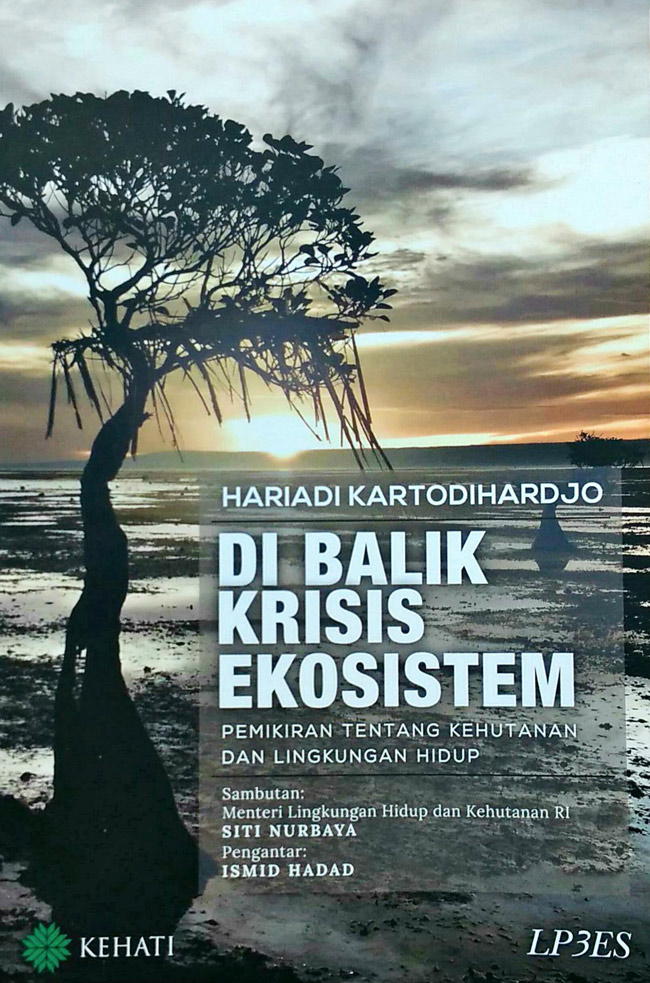 HARIADI KARTODIHARDJO
DI BALIK
KRISIS
EKOSISTEM
PEMIKIRAN TENTANG KEHUTANAN
DAN LINGKUNGAN HIDUP
Sambutan:
Menteri Lingkungan Hidup dan Kehutanan RI
SITI NURBAYA
Pengantar:
ISMID HADAD
KEHATI
LP3ES